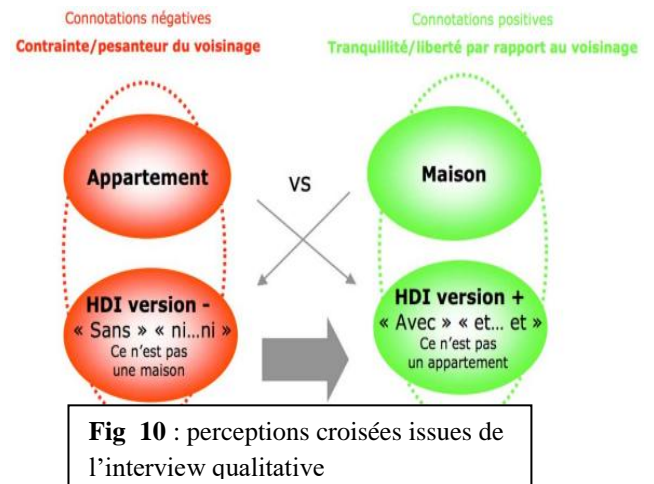 Connotations négatives
Contrainte/pesanteur du voisinage
Connotations positives
Tranquillité/liberté par rapport au voisinage
Appartement
vs
Maison
HDI version -
« Sans » « ni...ni »
Ce n'est pas
une maison
HDI version +
« Avec » « et... et »
Ce n'est pas
un appartement
Fig 10 : perceptions croisées issues de
l'interview qualitative